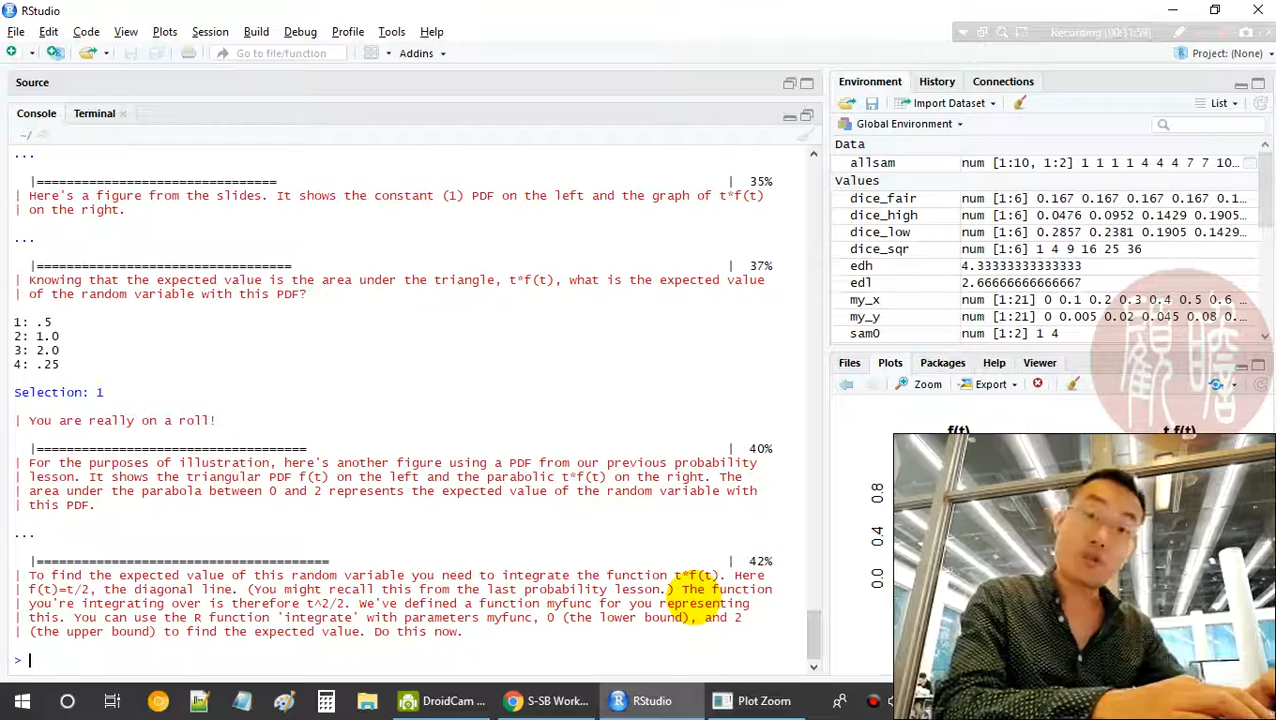 RStudio
File Edit Code View Plots Session Build Debug Profile Tools Help
Recording [00:11:59]
Go to file/function
Addins
Project: (None)
Source
Console Terminal
~/
...
|================================ | 35%
| Here's a figure from the slides. It shows the constant (1) PDF on the left and the graph of t*f(t)
| on the right.
...
|================================== | 37%
| Knowing that the expected value is the area under the triangle, t*f(t), what is the expected value
| of the random variable with this PDF?
1: .5
2: 1.0
3: 2.0
4: .25
Selection: 1
| You are really on a roll!
|==================================== | 40%
| For the purposes of illustration, here's another figure using a PDF from our previous probability
| lesson. It shows the triangular PDF f(t) on the left and the parabolic t*f(t) on the right. The
| area under the parabola between 0 and 2 represents the expected value of the random variable with
| this PDF.
...
|======================================= | 42%
| To find the expected value of this random variable you need to integrate the function t*f(t). Here
| f(t)=t/2, the diagonal line. (You might recall this from the last probability lesson.) The function
| you're integrating over is therefore t^2/2. We've defined a function myfunc for you representing
| this. You can use the R function 'integrate' with parameters myfunc, 0 (the lower bound), and 2
| (the upper bound) to find the expected value. Do this now.
>
Environment History Connections
Import Dataset
List
Global Environment
Data
allsam num [1:10, 1:2] 1 1 1 1 4 4 4 7 7 10...
Values
dice_fair num [1:6] 0.167 0.167 0.167 0.167 0.1...
dice_high num [1:6] 0.0476 0.0952 0.1429 0.1905...
dice_low num [1:6] 0.2857 0.2381 0.1905 0.1429...
dice_sqr num [1:6] 1 4 9 16 25 36
edh 4.33333333333333
edl 2.66666666666667
my_x num [1:21] 0 0.1 0.2 0.3 0.4 0.5 0.6 ...
my_y num [1:21] 0 0.005 0.02 0.045 0.08 0....
sam0 num [1:2] 1 4
Files Plots Packages Help Viewer
Zoom Export
f(t) t f(t)
0.8
0.4
0.0
DroidCam ...
S-SB Work...
RStudio
Plot Zoom